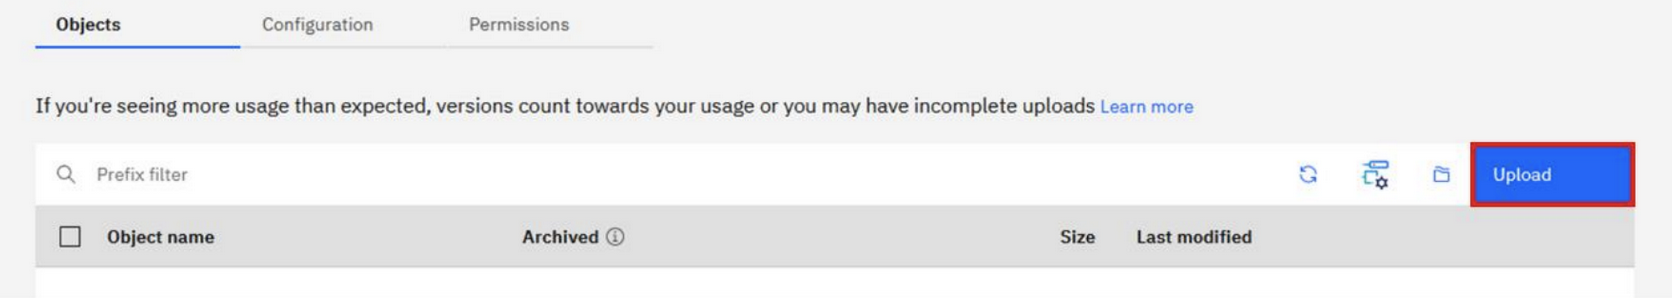 Objects Configuration Permissions
If you're seeing more usage than expected, versions count towards your usage or you may have incomplete uploads Learn more
Prefix filter Upload
Object name Archived Size Last modified